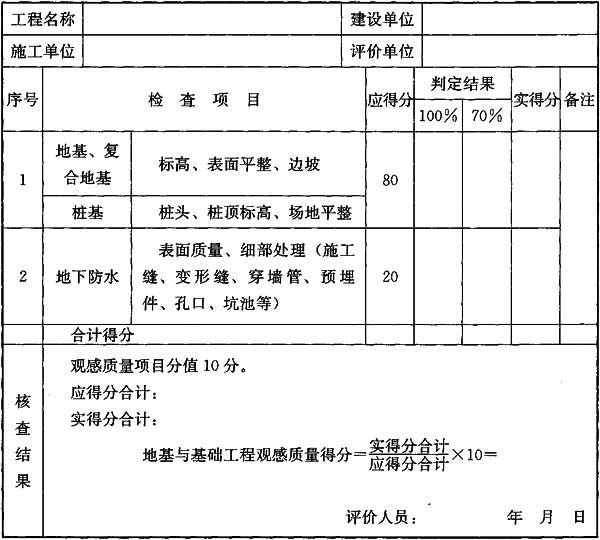 工程名称 建设单位
施工单位 评价单位
序号 检 查 项 目 应得分 判定结果 实得分 备注
100% 70%
1 地基、复合地基 标高、表面平整、边坡 80
桩基 桩头、桩顶标高、场地平整
2 地下防水 表面质量、细部处理（施工
缝、变形缝、穿墙管、预埋
件、孔口、坑池等） 20
合计得分
核查结果
观感质量项目分值10分。
应得分合计：
实得分合计：
地基与基础工程观感质量得分=实得分合计/应得分合计×10=
评价人员： 年 月 日